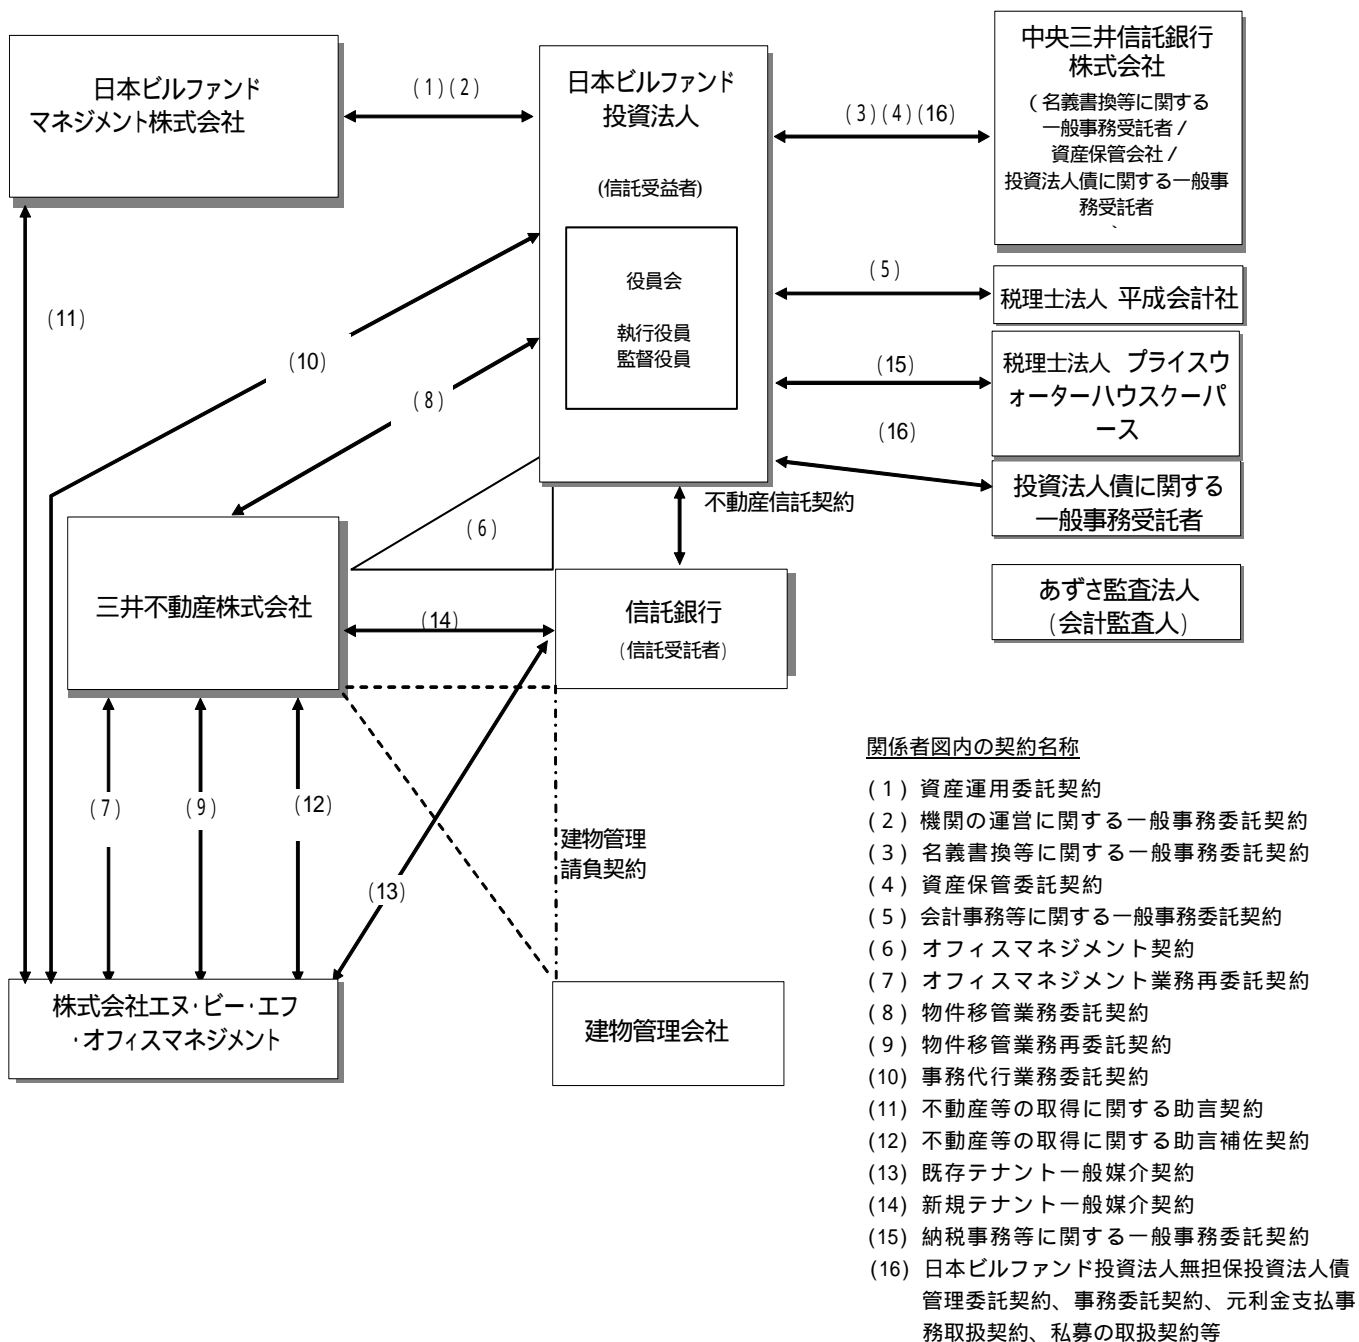 日本ビルファンド
マネジメント株式会社
(1)(2)
日本ビルファンド
投資法人
(信託受益者)
役員会
執行役員
監督役員
(3)(4)(16)
中央三井信託銀行
株式会社
(名義書換等に関する
一般事務受託者/
資産保管会社/
投資法人債に関する一般事
務受託者
、
(5)
税理士法人 平成会計社
(15)
税理士法人 プライスウ
ォーターハウスクーパ
ース
(16)
投資法人債に関する
一般事務受託者
あずさ監査法人
(会計監査人)
(11)
(10)
(8)
(6)
不動産信託契約
三井不動産株式会社
(14)
信託銀行
(信託受託者)
(7)
(9)
(12)
(13)
建物管理
請負契約
株式会社エヌ・ビー・エフ
・オフィスマネジメント
建物管理会社
関係者図内の契約名称
(1) 資産運用委託契約
(2) 機関の運営に関する一般事務委託契約
(3) 名義書換等に関する一般事務委託契約
(4) 資産保管委託契約
(5) 会計事務等に関する一般事務委託契約
(6) オフィスマネジメント契約
(7) オフィスマネジメント業務再委託契約
(8) 物件移管業務委託契約
(9) 物件移管業務再委託契約
(10) 事務代行業務委託契約
(11) 不動産等の取得に関する助言契約
(12) 不動産等の取得に関する助言補佐契約
(13) 既存テナント一般媒介契約
(14) 新規テナント一般媒介契約
(15) 納税事務等に関する一般事務委託契約
(16) 日本ビルファンド投資法人無担保投資法人債
管理委託契約、事務委託契約、元利金支払事
務取扱契約、私募の取扱契約等